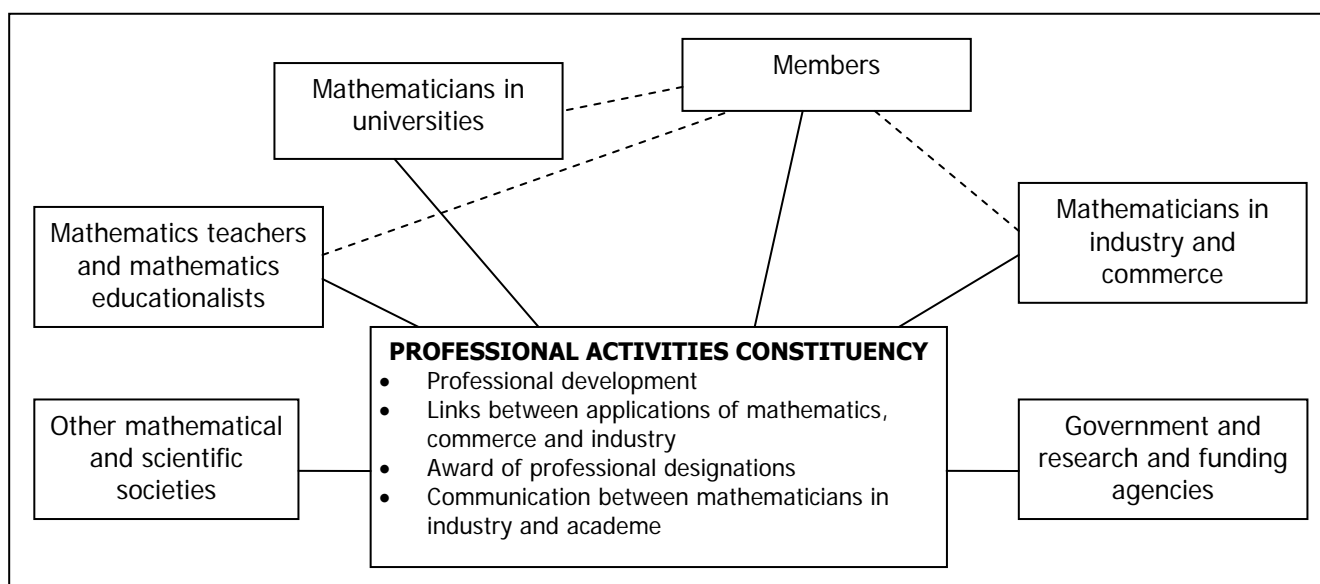 Members
Mathematicians in
universities
Mathematics teachers
and mathematics
educationalists
Mathematicians in
industry and
commerce
PROFESSIONAL ACTIVITIES CONSTITUENCY
• Professional development
• Links between applications of mathematics,
commerce and industry
• Award of professional designations
• Communication between mathematicians in
industry and academe
Other mathematical
and scientific
societies
Government and
research and funding
agencies